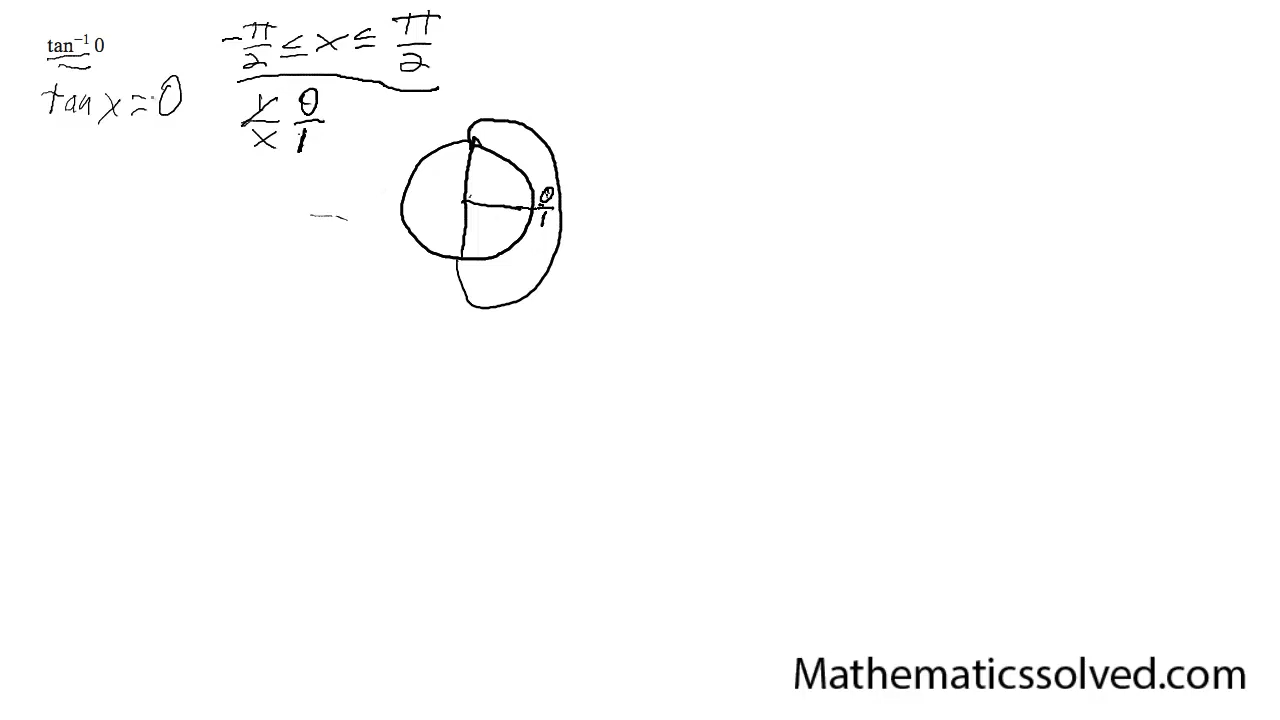 tan⁻¹ 0
-π/2 ≤ x ≤ π/2
tan x = 0
y/x 0/1
0/1
Mathematicssolved.com